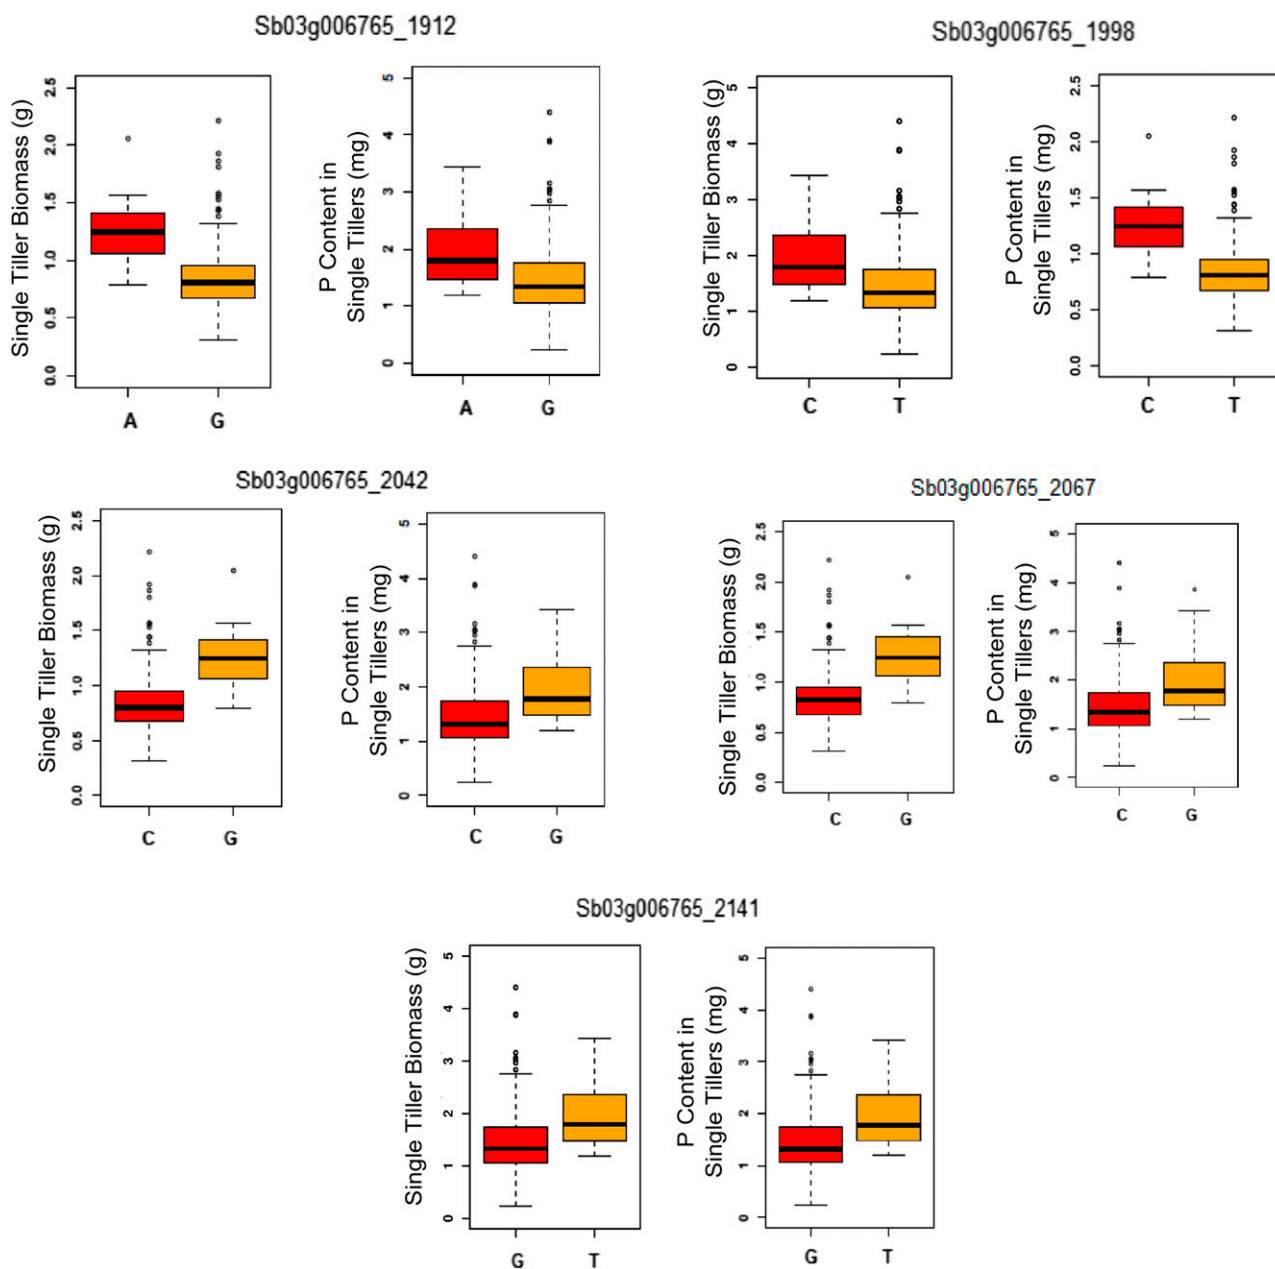 Sb03g006765_1912
Single Tiller Biomass (g)
0.0 0.5 1.0 1.5 2.0 2.5
A G
P Content in
Single Tillers (mg)
0 1 2 3 4 5
A G
Sb03g006765_1998
Single Tiller Biomass (g)
0 1 2 3 4 5
C T
P Content in
Single Tillers (mg)
0.0 0.5 1.0 1.5 2.0 2.5
C T
Sb03g006765_2042
Single Tiller Biomass (g)
0.0 0.5 1.0 1.5 2.0 2.5
C G
P Content in
Single Tillers (mg)
0 1 2 3 4 5
C G
Sb03g006765_2067
Single Tiller Biomass (g)
0.0 0.5 1.0 1.5 2.0 2.5
C G
P Content in
Single Tillers (mg)
0 1 2 3 4 5
C G
Sb03g006765_2141
Single Tiller Biomass (g)
0 1 2 3 4 5
G T
P Content in
Single Tillers (mg)
0 1 2 3 4 5
G T